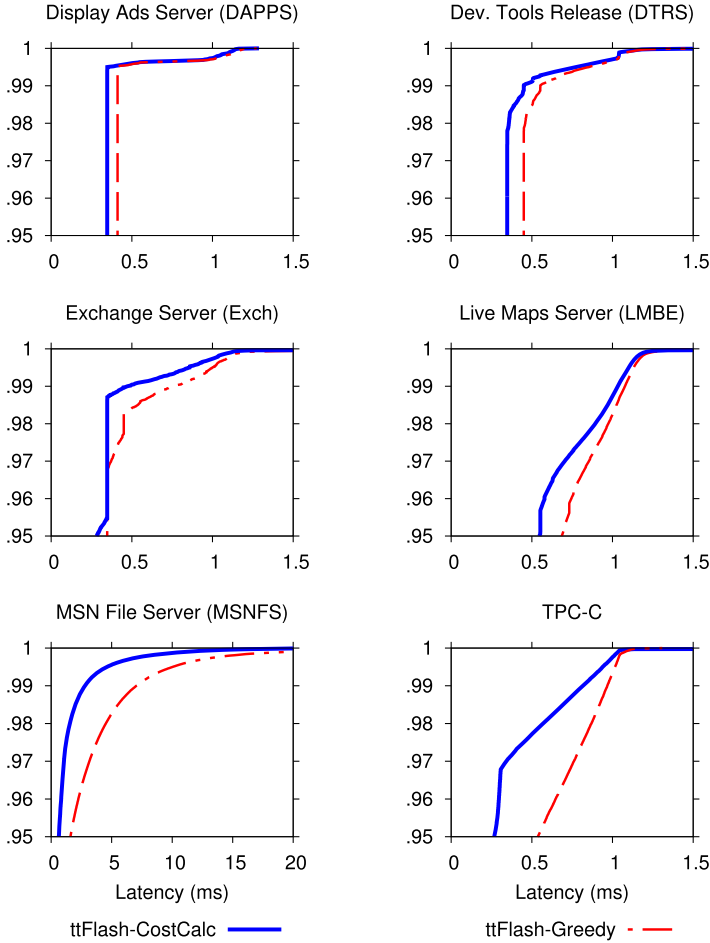 Display Ads Server (DAPPS)
1
.99
.98
.97
.96
.95
0 0.5 1 1.5
Dev. Tools Release (DTRS)
1
.99
.98
.97
.96
.95
0 0.5 1 1.5
Exchange Server (Exch)
1
.99
.98
.97
.96
.95
0 0.5 1 1.5
Live Maps Server (LMBE)
1
.99
.98
.97
.96
.95
0 0.5 1 1.5
MSN File Server (MSNFS)
1
.99
.98
.97
.96
.95
0 5 10 15 20
Latency (ms)
TPC-C
1
.99
.98
.97
.96
.95
0 0.5 1 1.5
Latency (ms)
ttFlash-CostCalc
ttFlash-Greedy